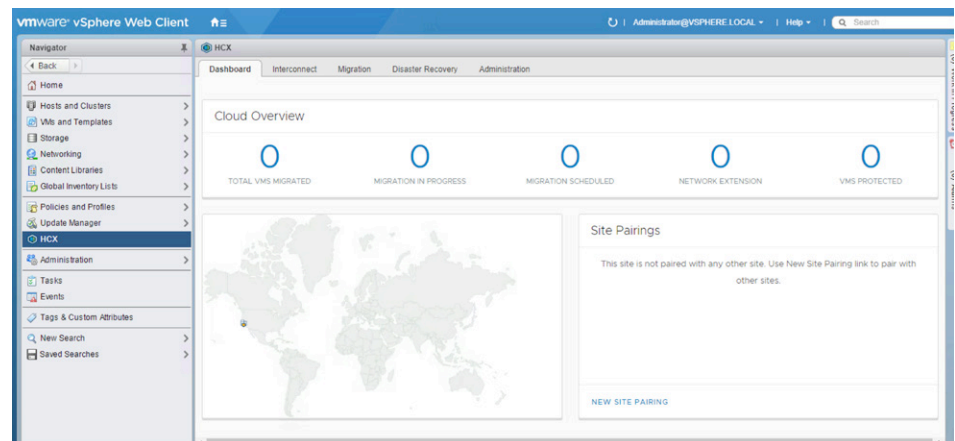 vmware® vSphere Web Client
Administrator@VSPHERE.LOCAL
Help
Search
Navigator
Back
Home
Hosts and Clusters
VMs and Templates
Storage
Networking
Content Libraries
Global Inventory Lists
Policies and Profiles
Update Manager
HCX
Administration
Tasks
Events
Tags & Custom Attributes
New Search
Saved Searches
HCX
Dashboard Interconnect Migration Disaster Recovery Administration
Cloud Overview
0 0 0 0 0
TOTAL VMS MIGRATED MIGRATION IN PROGRESS MIGRATION SCHEDULED NETWORK EXTENSION VMS PROTECTED
Site Pairings
This site is not paired with any other site. Use New Site Pairing link to pair with
other sites.
NEW SITE PAIRING